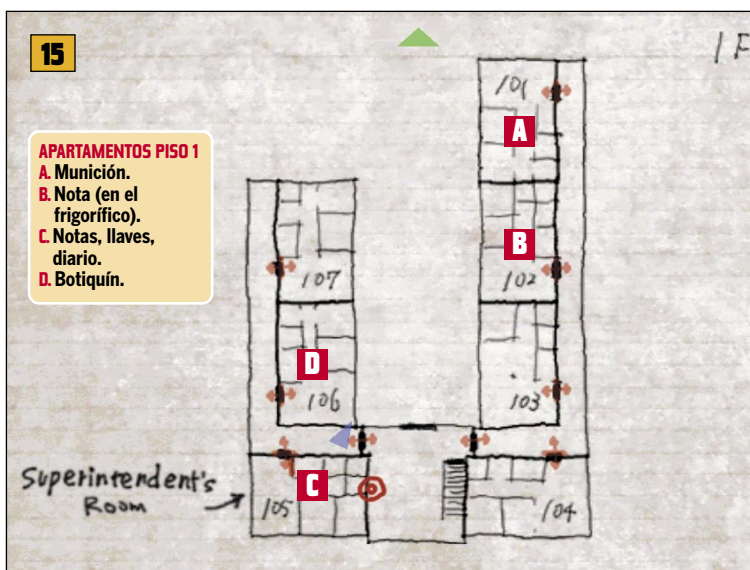 15
1F
APARTAMENTOS PISO 1
A. Munición.
B. Nota (en el
frigorífico).
C. Notas, llaves,
diario.
D. Botiquín.
101
A
B
102
107
D
106
103
C
105
104
Superintendent's
Room